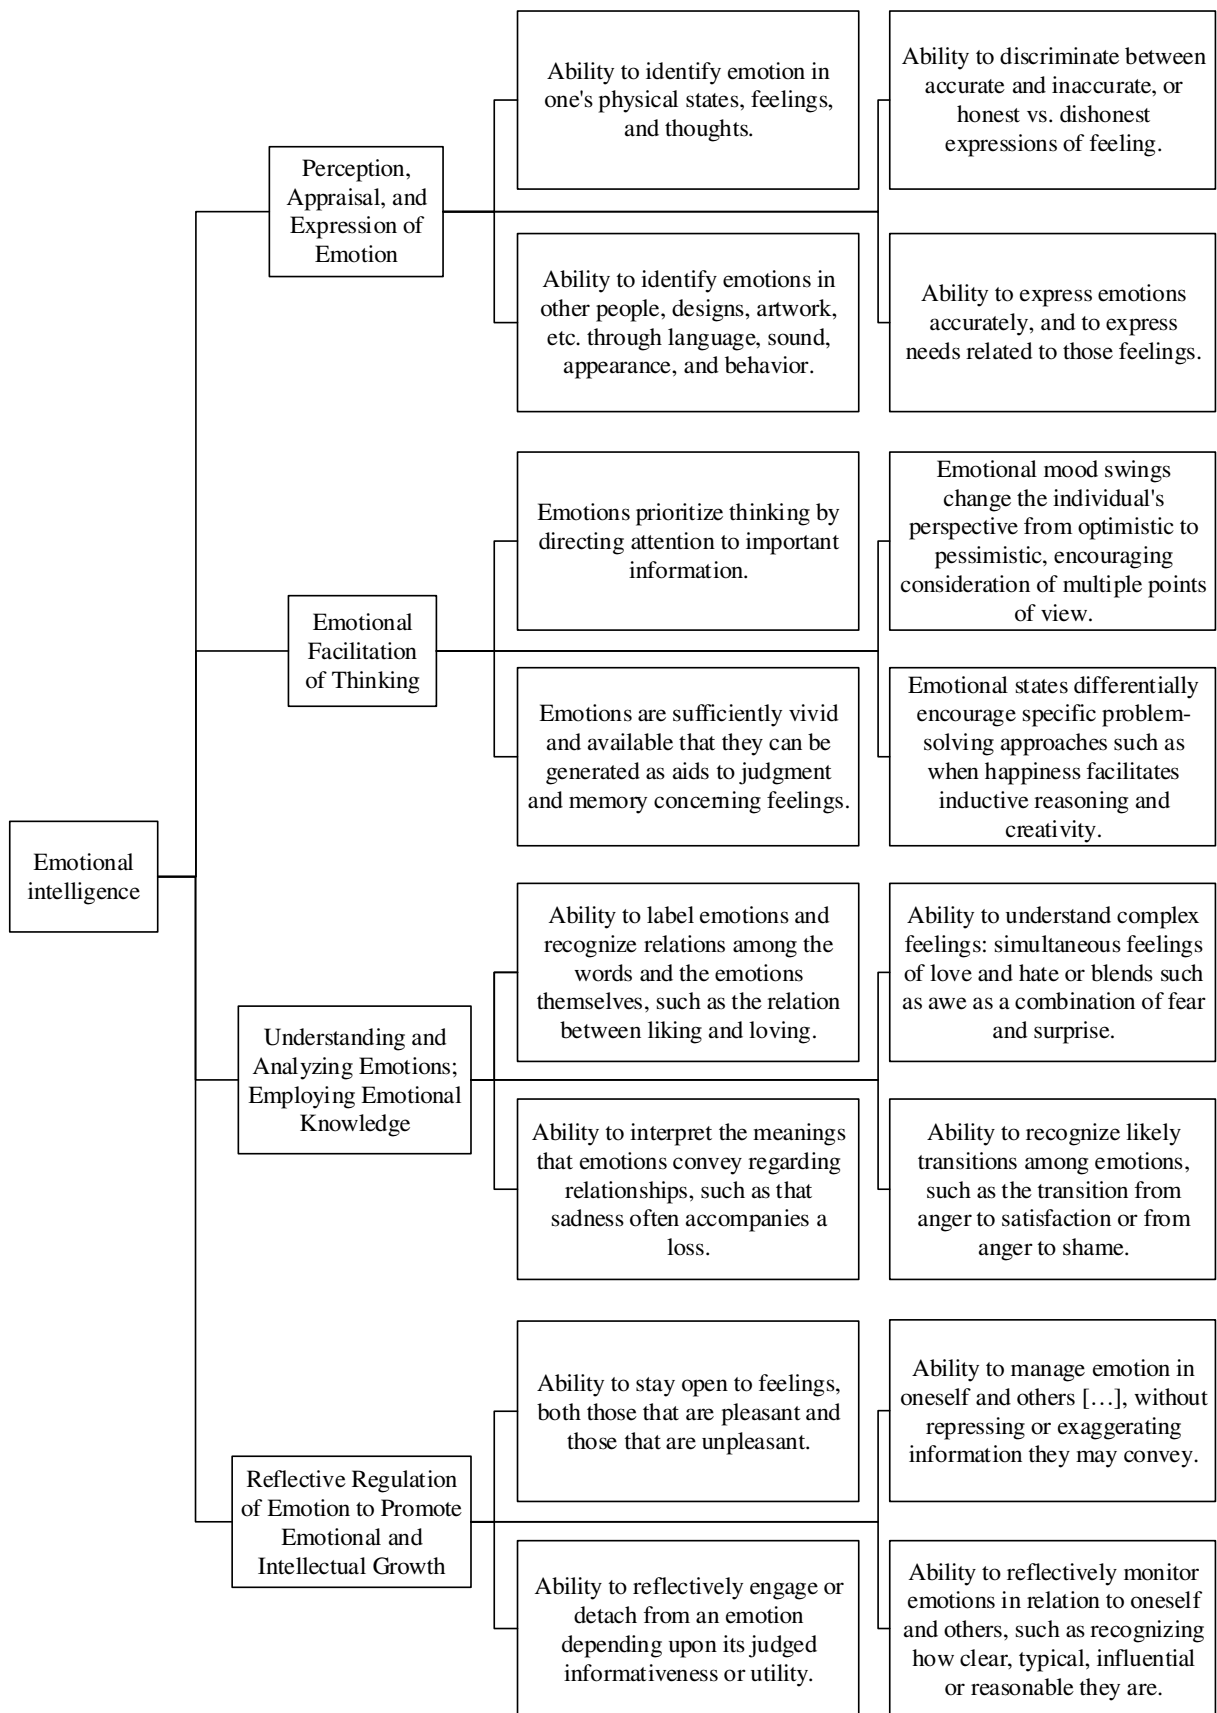 Emotional
intelligence
Perception,
Appraisal, and
Expression of
Emotion
Ability to identify emotion in
one's physical states, feelings,
and thoughts.
Ability to discriminate between
accurate and inaccurate, or
honest vs. dishonest
expressions of feeling.
Ability to identify emotions in
other people, designs, artwork,
etc. through language, sound,
appearance, and behavior.
Ability to express emotions
accurately, and to express
needs related to those feelings.
Emotional
Facilitation
of Thinking
Emotions prioritize thinking by
directing attention to important
information.
Emotional mood swings
change the individual's
perspective from optimistic to
pessimistic, encouraging
consideration of multiple points
of view.
Emotions are sufficiently vivid
and available that they can be
generated as aids to judgment
and memory concerning feelings.
Emotional states differentially
encourage specific problem-
solving approaches such as
when happiness facilitates
inductive reasoning and
creativity.
Understanding and
Analyzing Emotions;
Employing Emotional
Knowledge
Ability to label emotions and
recognize relations among the
words and the emotions
themselves, such as the relation
between liking and loving.
Ability to understand complex
feelings: simultaneous feelings
of love and hate or blends such
as awe as a combination of fear
and surprise.
Ability to interpret the meanings
that emotions convey regarding
relationships, such as that
sadness often accompanies a
loss.
Ability to recognize likely
transitions among emotions,
such as the transition from
anger to satisfaction or from
anger to shame.
Reflective Regulation
of Emotion to Promote
Emotional and
Intellectual Growth
Ability to stay open to feelings,
both those that are pleasant and
those that are unpleasant.
Ability to manage emotion in
oneself and others […], without
repressing or exaggerating
information they may convey.
Ability to reflectively engage or
detach from an emotion
depending upon its judged
informativeness or utility.
Ability to reflectively monitor
emotions in relation to oneself
and others, such as recognizing
how clear, typical, influential
or reasonable they are.